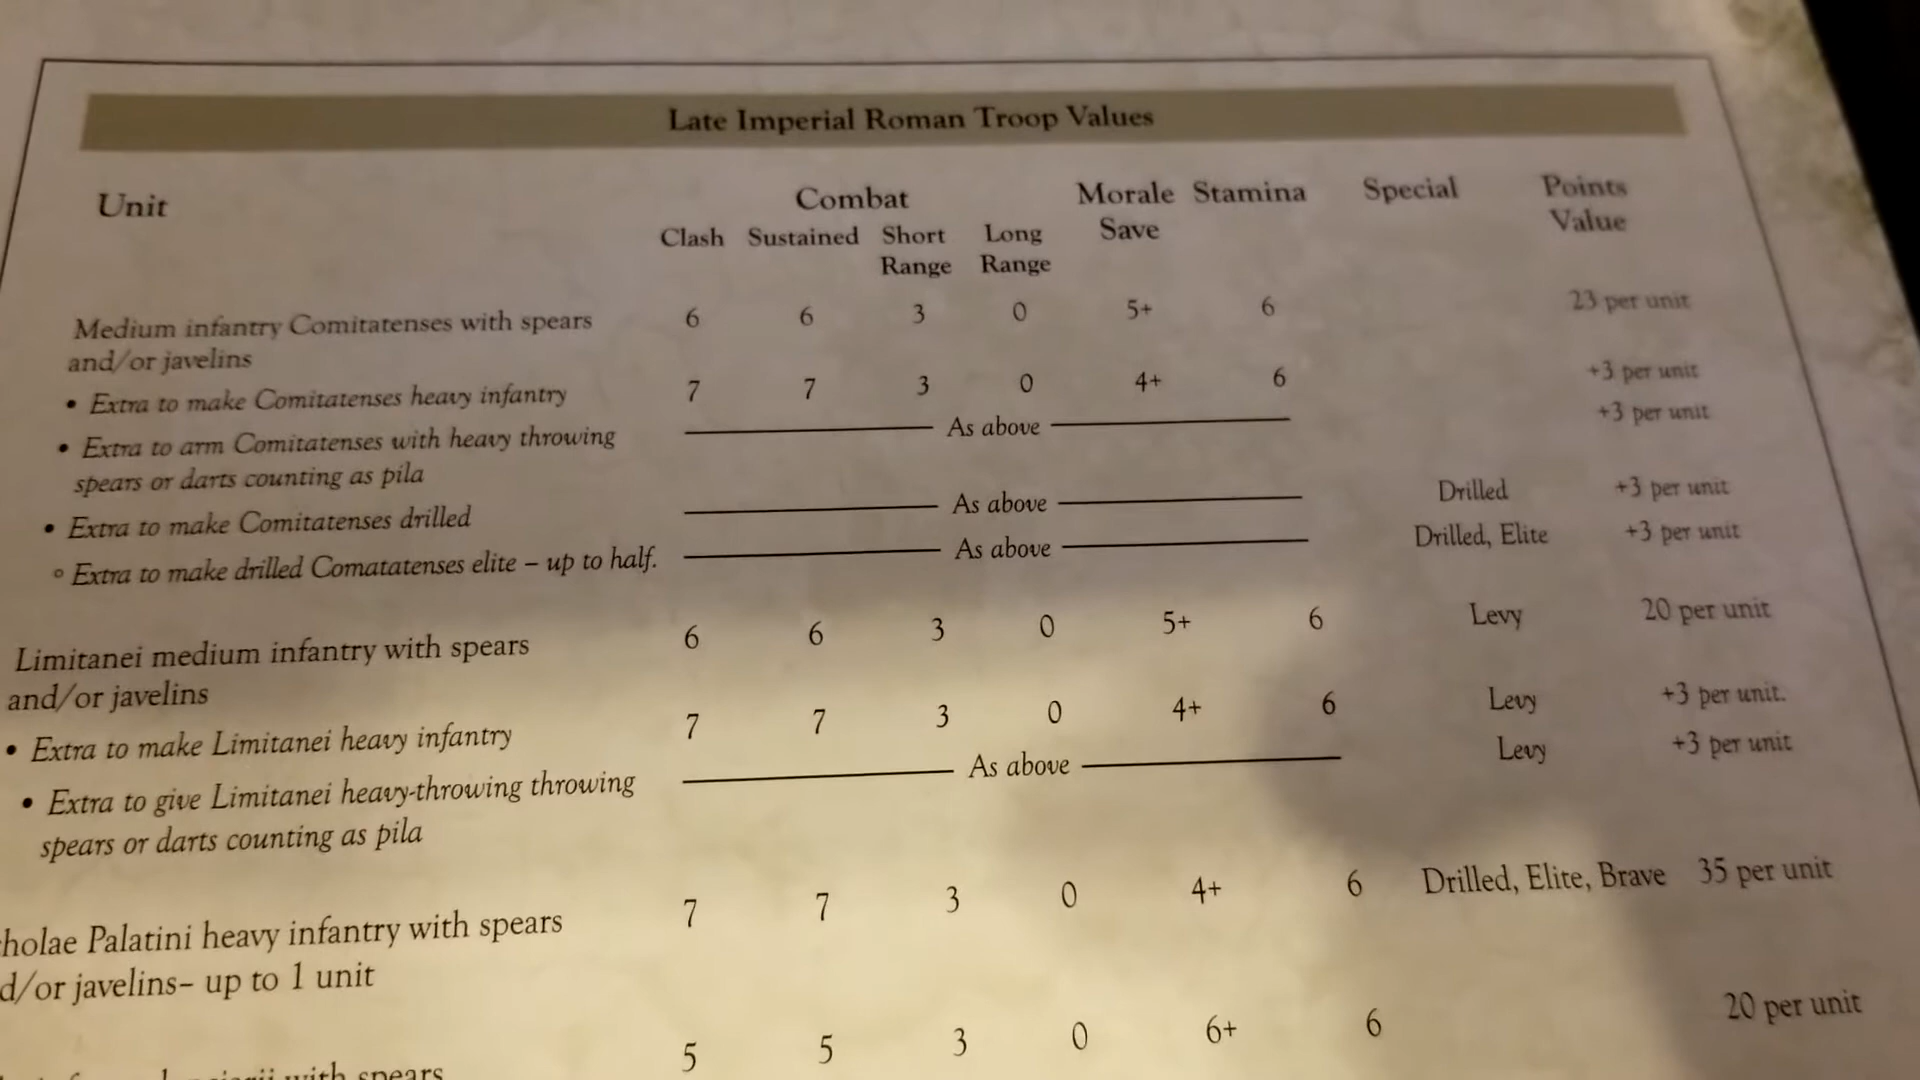 Late Imperial Roman Troop Values
Unit Combat Morale Stamina Special Points
Clash Sustained Short Long Save Value
Range Range
Medium infantry Comitatenses with spears 6 6 3 0 5+ 6 23 per unit
and/or javelins
• Extra to make Comitatenses heavy infantry 7 7 3 0 4+ 6 +3 per unit
• Extra to arm Comitatenses with heavy throwing As above +3 per unit
spears or darts counting as pila
• Extra to make Comitatenses drilled As above Drilled +3 per unit
° Extra to make drilled Comatatenses elite – up to half. As above Drilled, Elite +3 per unit
Limitanei medium infantry with spears 6 6 3 0 5+ 6 Levy 20 per unit
and/or javelins
• Extra to make Limitanei heavy infantry 7 7 3 0 4+ 6 Levy +3 per unit.
• Extra to give Limitanei heavy-throwing throwing As above Levy +3 per unit
spears or darts counting as pila
holae Palatini heavy infantry with spears 7 7 3 0 4+ 6 Drilled, Elite, Brave 35 per unit
d/or javelins– up to 1 unit
with spears 5 5 3 0 6+ 6 20 per unit